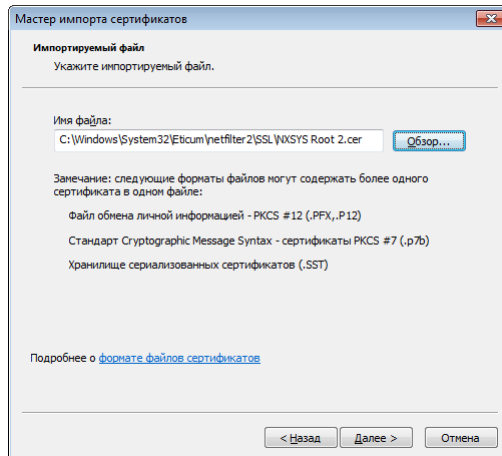 Мастер импорта сертификатов
Импортируемый файл
Укажите импортируемый файл.
Имя файла:
C:\Windows\System32\Eticum\netfilter2\SSL\NXSYS Root 2.cer
Обзор...
Замечание: следующие форматы файлов могут содержать более одного
сертификата в одном файле:
Файл обмена личной информацией - PKCS #12 (.PFX,.P12)
Стандарт Cryptographic Message Syntax - сертификаты PKCS #7 (.p7b)
Хранилище сериализованных сертификатов (.SST)
Подробнее о формате файлов сертификатов
< Назад
Далее >
Отмена